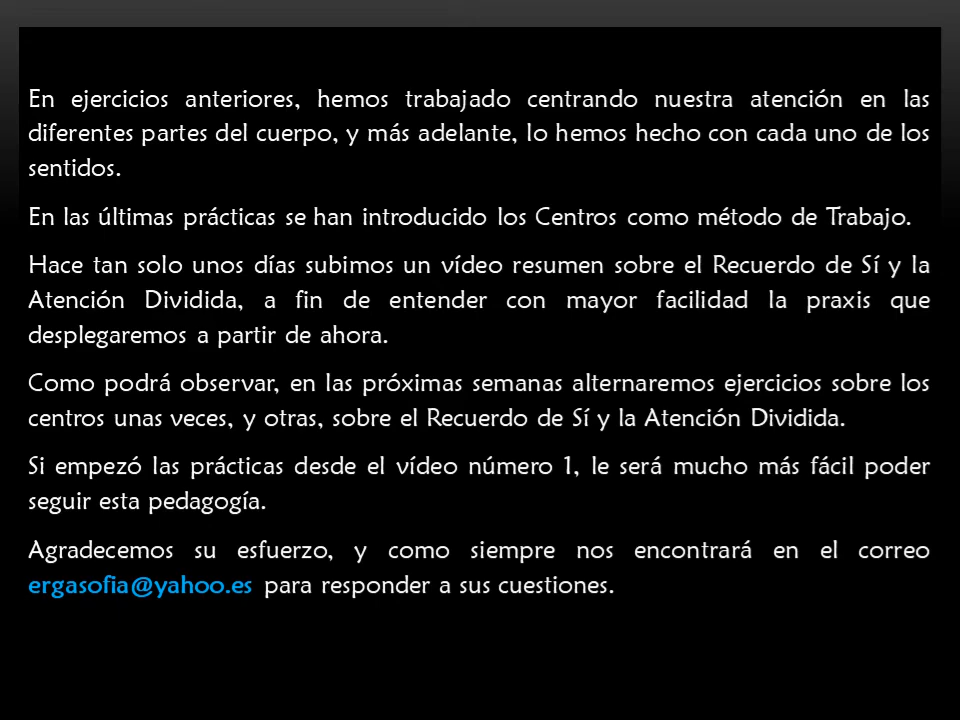 En ejercicios anteriores, hemos trabajado centrando nuestra atención en las
diferentes partes del cuerpo, y más adelante, lo hemos hecho con cada uno de los
sentidos.
En las últimas prácticas se han introducido los Centros como método de Trabajo.
Hace tan solo unos días subimos un vídeo resumen sobre el Recuerdo de Sí y la
Atención Dividida, a fin de entender con mayor facilidad la praxis que
desplegaremos a partir de ahora.
Como podrá observar, en las próximas semanas alternaremos ejercicios sobre los
centros unas veces, y otras, sobre el Recuerdo de Sí y la Atención Dividida.
Si empezó las prácticas desde el vídeo número 1, le será mucho más fácil poder
seguir esta pedagogía.
Agradecemos su esfuerzo, y como siempre nos encontrará en el correo
ergasofia@yahoo.es para responder a sus cuestiones.